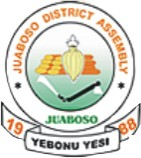 JUABOSO DISTRICT ASSEMBLY
JUABOSO
19 88
YEBONU YESI